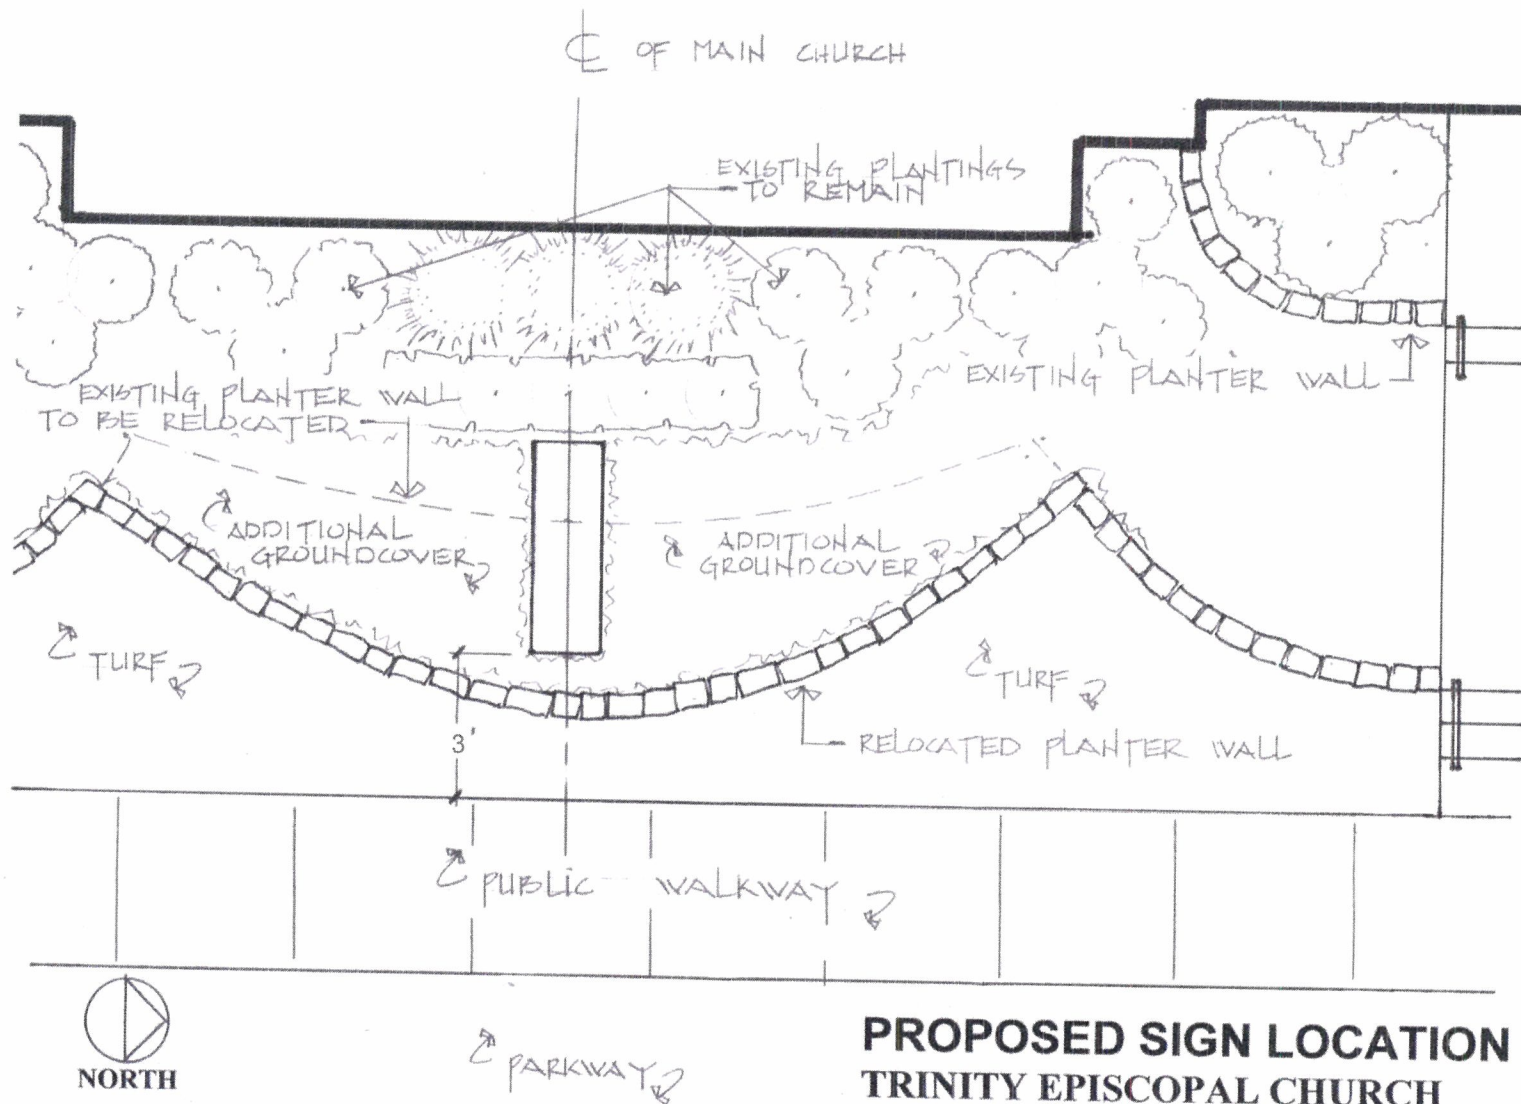 ℄ OF MAIN CHURCH
EXISTING PLANTINGS
TO REMAIN
EXISTING PLANTER WALL
TO BE RELOCATED
EXISTING PLANTER WALL
ADDITIONAL
GROUNDCOVER
ADDITIONAL
GROUNDCOVER
TURF
TURF
3'
RELOCATED PLANTER WALL
PUBLIC WALKWAY
NORTH
PARKWAY
PROPOSED SIGN LOCATION
TRINITY EPISCOPAL CHURCH